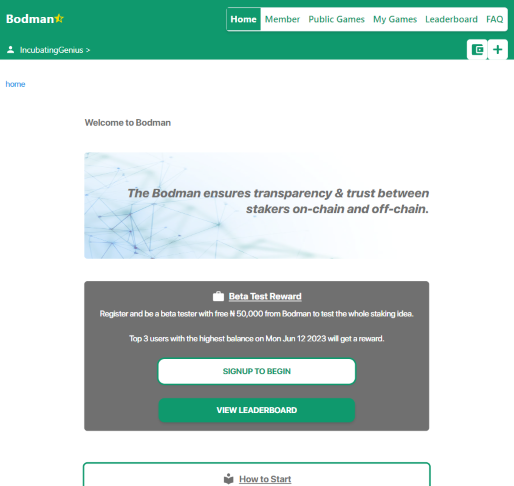 Bodman
Home Member Public Games My Games Leaderboard FAQ
IncubatingGenius >
home
Welcome to Bodman
The Bodman ensures transparency & trust between
stakers on-chain and off-chain.
Beta Test Reward
Register and be a beta tester with free ₦ 50,000 from Bodman to test the whole staking idea.
Top 3 users with the highest balance on Mon Jun 12 2023 will get a reward.
SIGNUP TO BEGIN
VIEW LEADERBOARD
How to Start